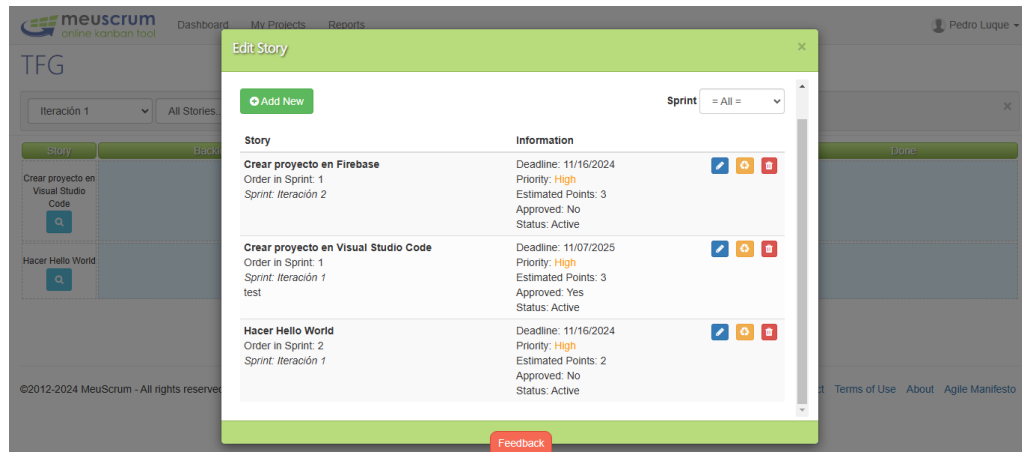 meuscrum
online kanban tool
Dashboard My Projects Reports
Pedro Luque
TFG
Iteración 1
All Stories...
Story
Done
Crear proyecto en
Visual Studio
Code
Hacer Hello World
Edit Story
×
Add New
Sprint
= All =
Story Information
Crear proyecto en Firebase
Order in Sprint: 1
Sprint: Iteración 2
Deadline: 11/16/2024
Priority: High
Estimated Points: 3
Approved: No
Status: Active
Crear proyecto en Visual Studio Code
Order in Sprint: 1
Sprint: Iteración 1
test
Deadline: 11/07/2025
Priority: High
Estimated Points: 3
Approved: Yes
Status: Active
Hacer Hello World
Order in Sprint: 2
Sprint: Iteración 1
Deadline: 11/16/2024
Priority: High
Estimated Points: 2
Approved: No
Status: Active
©2012-2024 MeuScrum - All rights reserved
Terms of Use About Agile Manifesto
Feedback